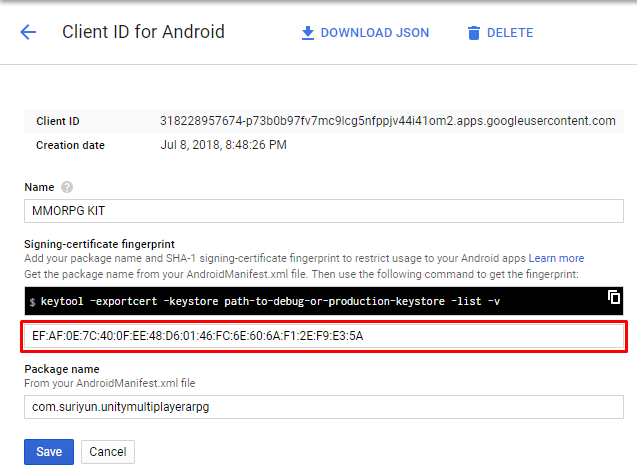 Client ID for Android
DOWNLOAD JSON
DELETE
Client ID 318228957674-p73b0b97fv7mc9lcg5nfppjv44i41om2.apps.googleusercontent.com
Creation date Jul 8, 2018, 8:48:26 PM
Name ?
MMORPG KIT
Signing-certificate fingerprint
Add your package name and SHA-1 signing-certificate fingerprint to restrict usage to your Android apps Learn more
Get the package name from your AndroidManifest.xml file. Then use the following command to get the fingerprint:
$ keytool -exportcert -keystore path-to-debug-or-production-keystore -list -v
EF:AF:0E:7C:40:0F:EE:48:D6:01:46:FC:6E:60:6A:F1:2E:F9:E3:5A
Package name
From your AndroidManifest.xml file
com.suriyun.unitymultiplayerarpg
Save
Cancel